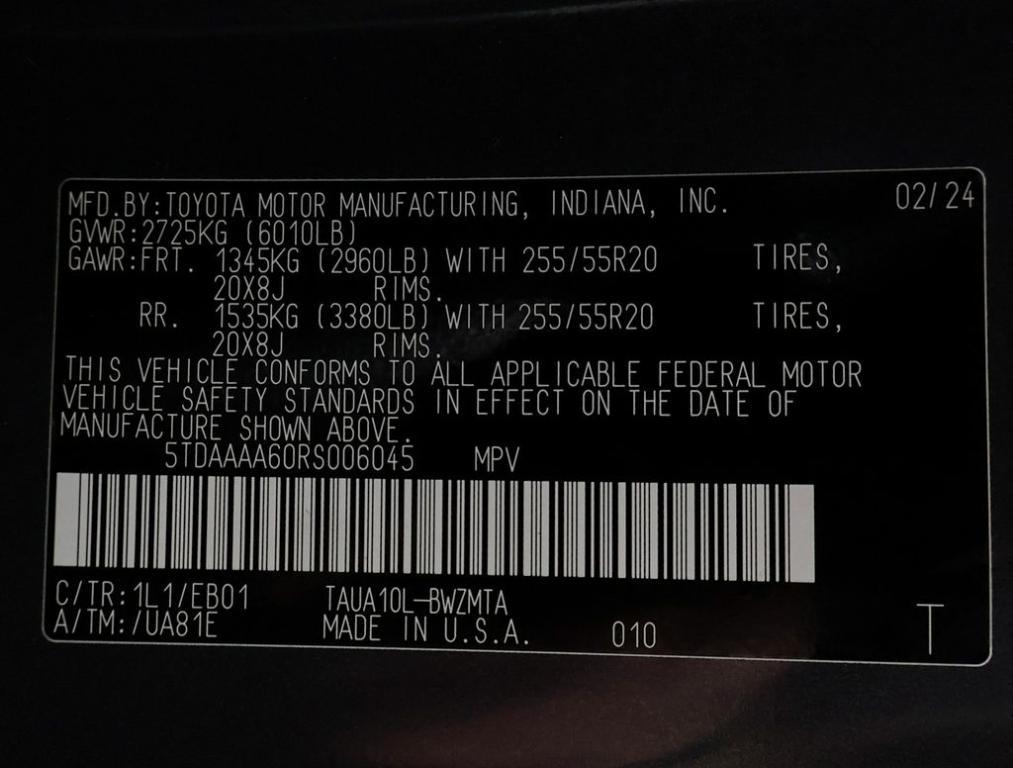 MFD.BY:TOYOTA MOTOR MANUFACTURING, INDIANA, INC. 02/24
GVWR:2725KG (6010LB)
GAWR:FRT. 1345KG (2960LB) WITH 255/55R20 TIRES,
20X8J RIMS.
RR. 1535KG (3380LB) WITH 255/55R20 TIRES,
20X8J RIMS.
THIS VEHICLE CONFORMS TO ALL APPLICABLE FEDERAL MOTOR
VEHICLE SAFETY STANDARDS IN EFFECT ON THE DATE OF
MANUFACTURE SHOWN ABOVE.
5TDAAAA60RS006045 MPV
C/TR:1L1/EB01 TAUA10L-BWZMTA
A/TM:/UA81E MADE IN U.S.A. 010 T